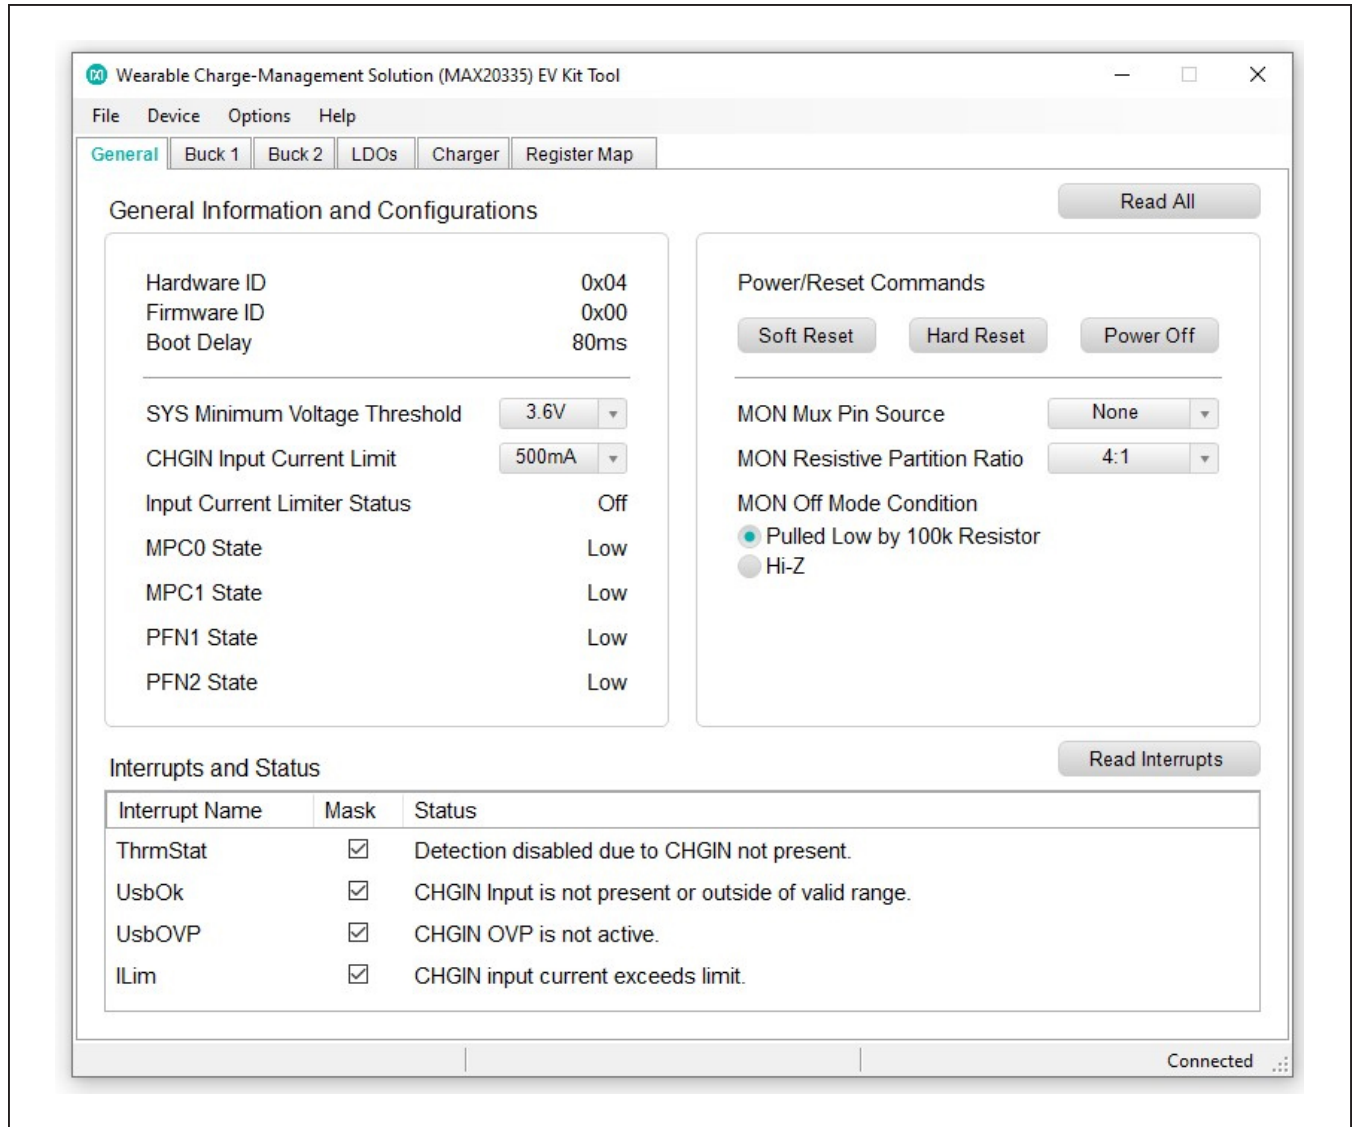 Wearable Charge-Management Solution (MAX20335) EV Kit Tool
File Device Options Help
General Buck 1 Buck 2 LDOs Charger Register Map
General Information and Configurations
Read All
Hardware ID 0x04
Firmware ID 0x00
Boot Delay 80ms
SYS Minimum Voltage Threshold 3.6V
CHGIN Input Current Limit 500mA
Input Current Limiter Status Off
MPC0 State Low
MPC1 State Low
PFN1 State Low
PFN2 State Low
Power/Reset Commands
Soft Reset Hard Reset Power Off
MON Mux Pin Source None
MON Resistive Partition Ratio 4:1
MON Off Mode Condition
Pulled Low by 100k Resistor
Hi-Z
Interrupts and Status
Read Interrupts
Interrupt Name Mask Status
ThrmStat Detection disabled due to CHGIN not present.
UsbOk CHGIN Input is not present or outside of valid range.
UsbOVP CHGIN OVP is not active.
ILim CHGIN input current exceeds limit.
Connected